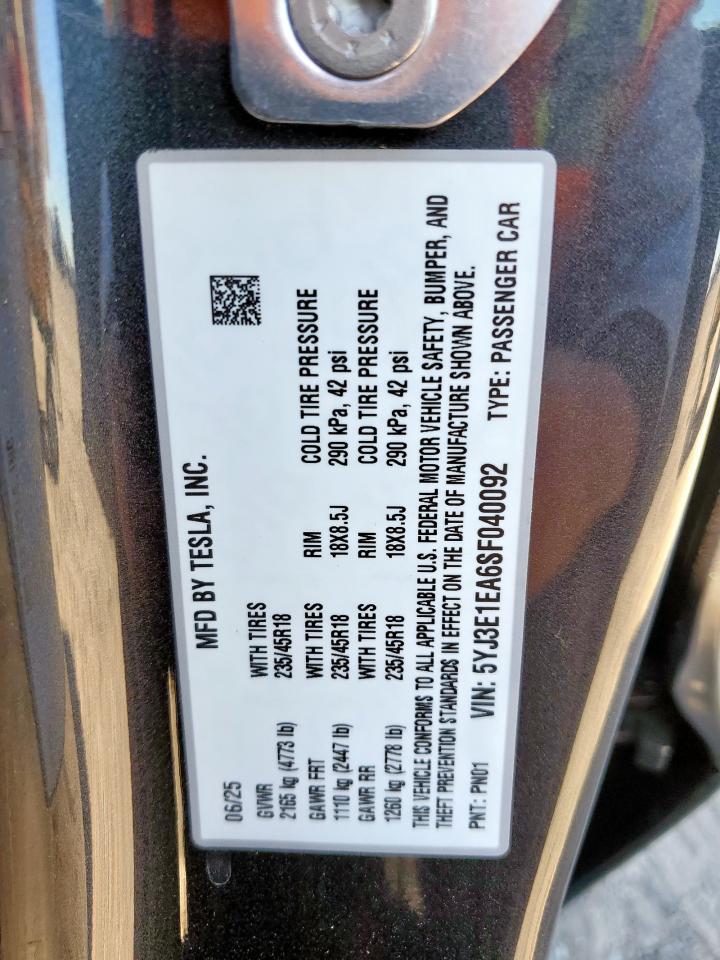 MFD BY TESLA, INC.
06/25
GVWR WITH TIRES
2165 kg (4773 lb) 235/45R18
GAWR FRT WITH TIRES RIM COLD TIRE PRESSURE
1110 kg (2447 lb) 235/45R18 18X8.5J 290 kPa, 42 psi
GAWR RR WITH TIRES RIM COLD TIRE PRESSURE
1260 kg (2778 lb) 235/45R18 18X8.5J 290 kPa, 42 psi
THIS VEHICLE CONFORMS TO ALL APPLICABLE U.S. FEDERAL MOTOR VEHICLE SAFETY, BUMPER, AND
THEFT PREVENTION STANDARDS IN EFFECT ON THE DATE OF MANUFACTURE SHOWN ABOVE.
PNT: PN01 VIN: 5YJ3E1EA6SF040092 TYPE: PASSENGER CAR